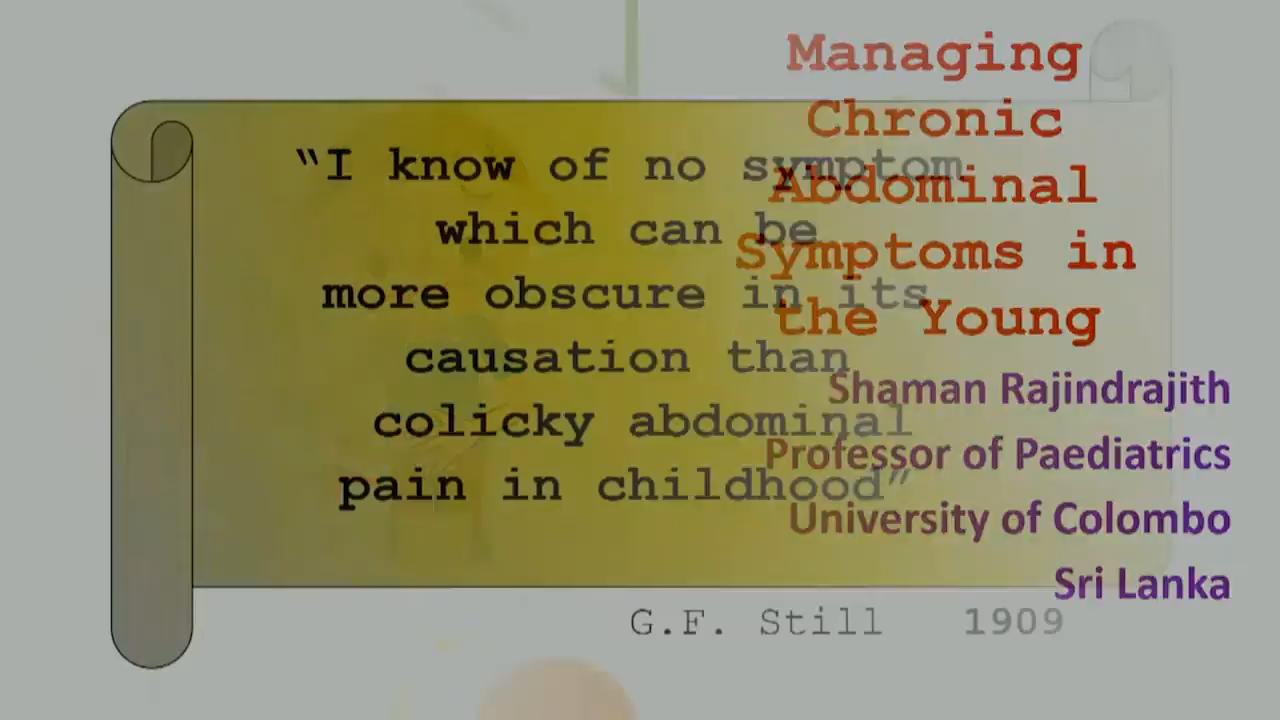 Managing
Chronic
Abdominal
Symptoms in
the Young
Shaman Rajindrajith
Professor of Paediatrics
University of Colombo
Sri Lanka
“I know of no symptom
which can be
more obscure in its
causation than
colicky abdominal
pain in childhood”
G.F. Still 1909